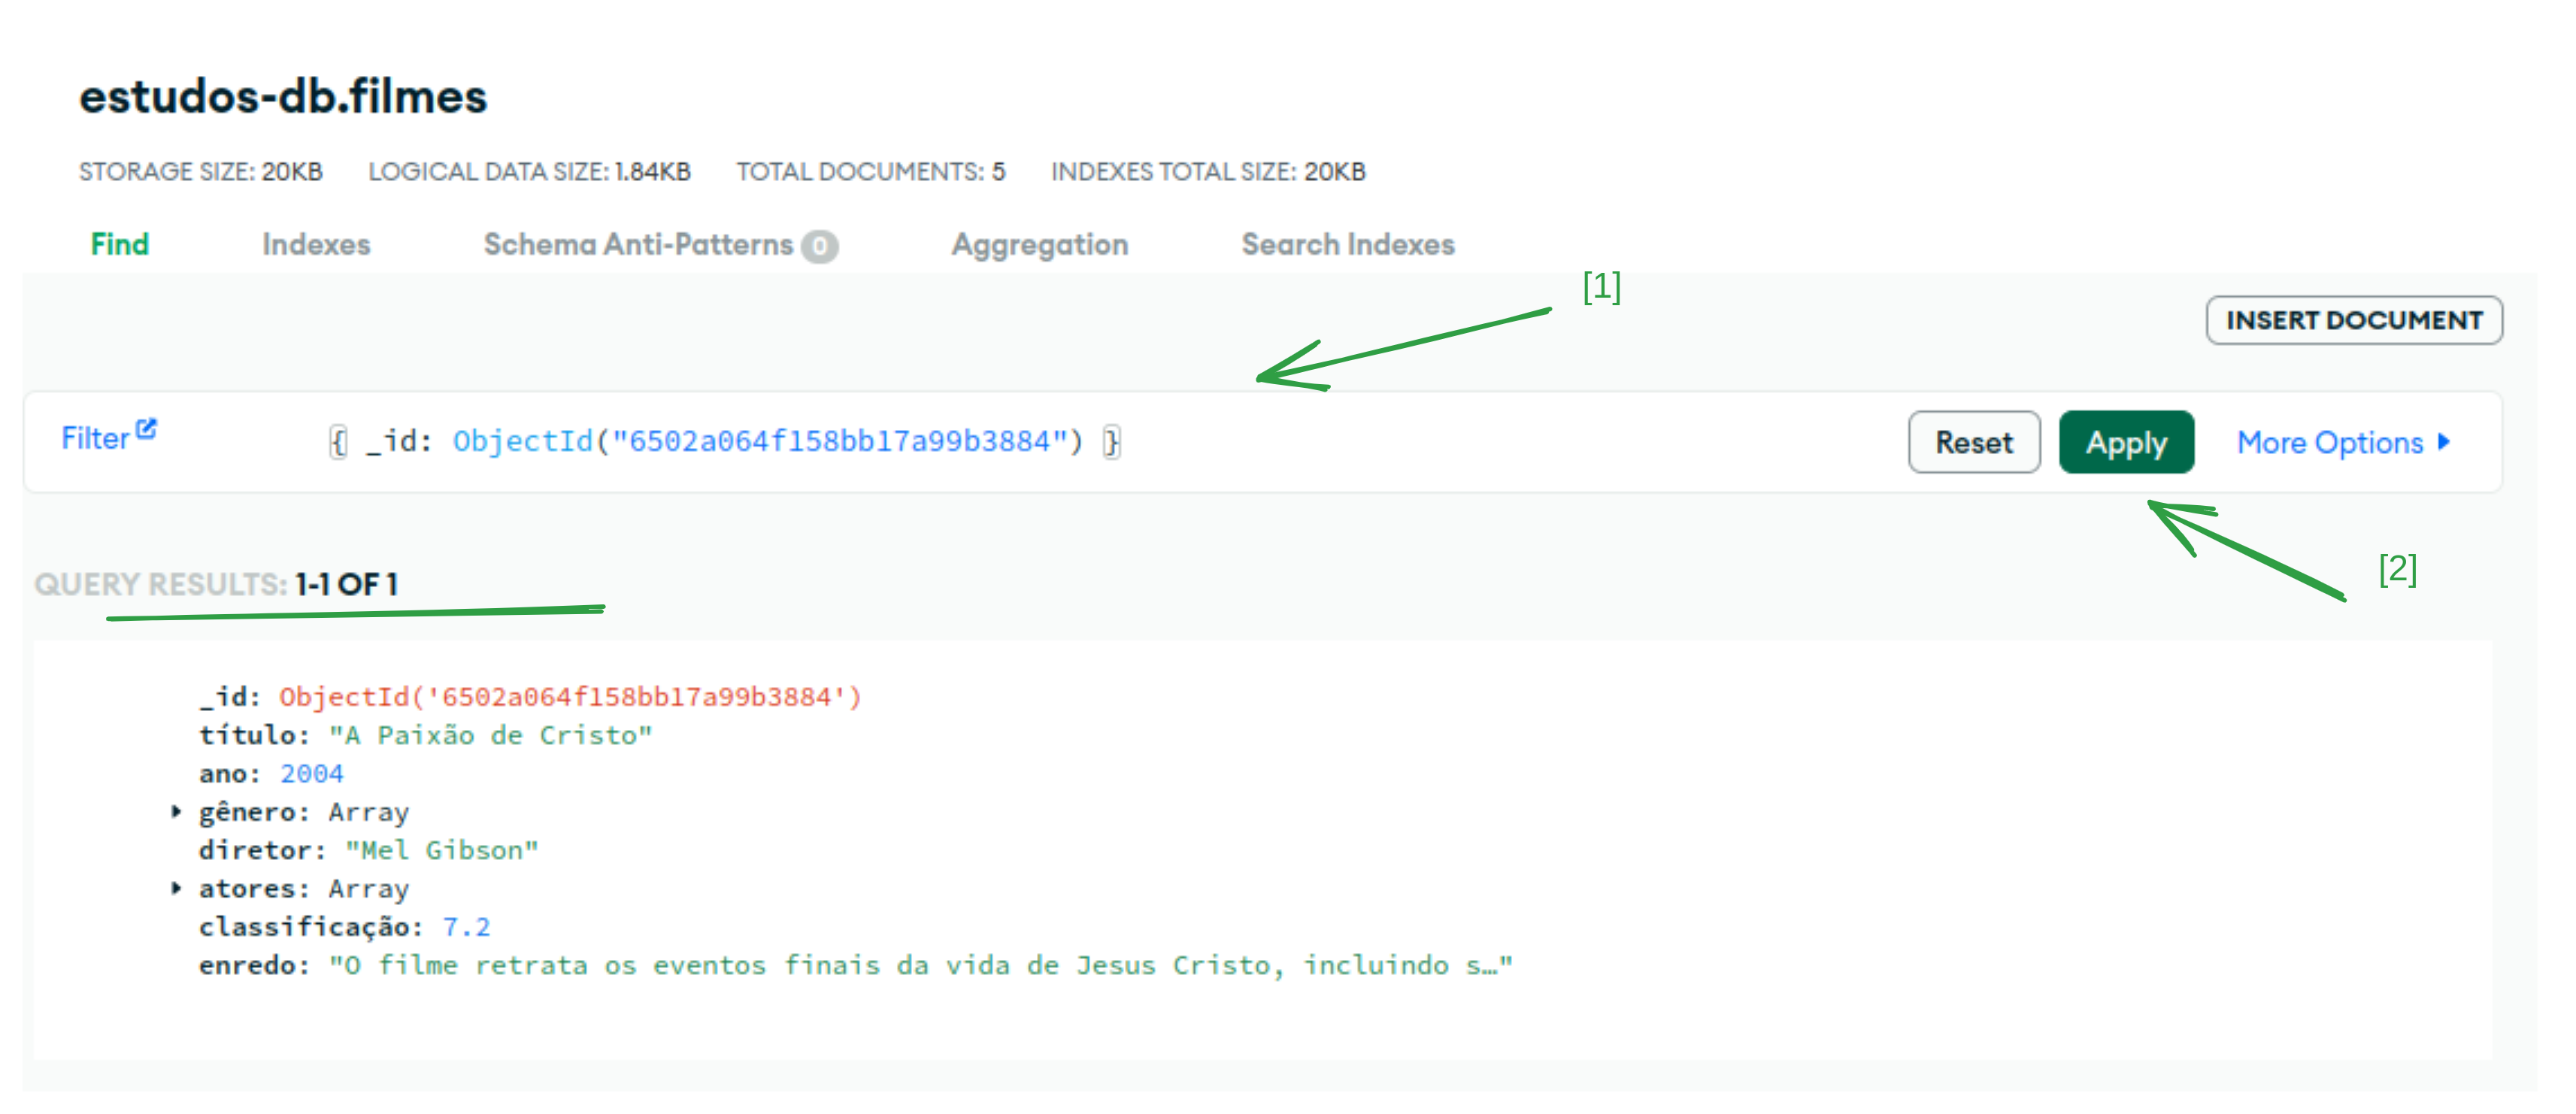 estudos-db.filmes
STORAGE SIZE: 20KB LOGICAL DATA SIZE: 1.84KB TOTAL DOCUMENTS: 5 INDEXES TOTAL SIZE: 20KB
Find Indexes Schema Anti-Patterns 0 Aggregation Search Indexes
[1]
INSERT DOCUMENT
Filter { _id: ObjectId("6502a064f158bb17a99b3884") } Reset Apply More Options
[2]
QUERY RESULTS: 1-1 OF 1
_id: ObjectId('6502a064f158bb17a99b3884')
título: "A Paixão de Cristo"
ano: 2004
gênero: Array
diretor: "Mel Gibson"
atores: Array
classificação: 7.2
enredo: "O filme retrata os eventos finais da vida de Jesus Cristo, incluindo s…"